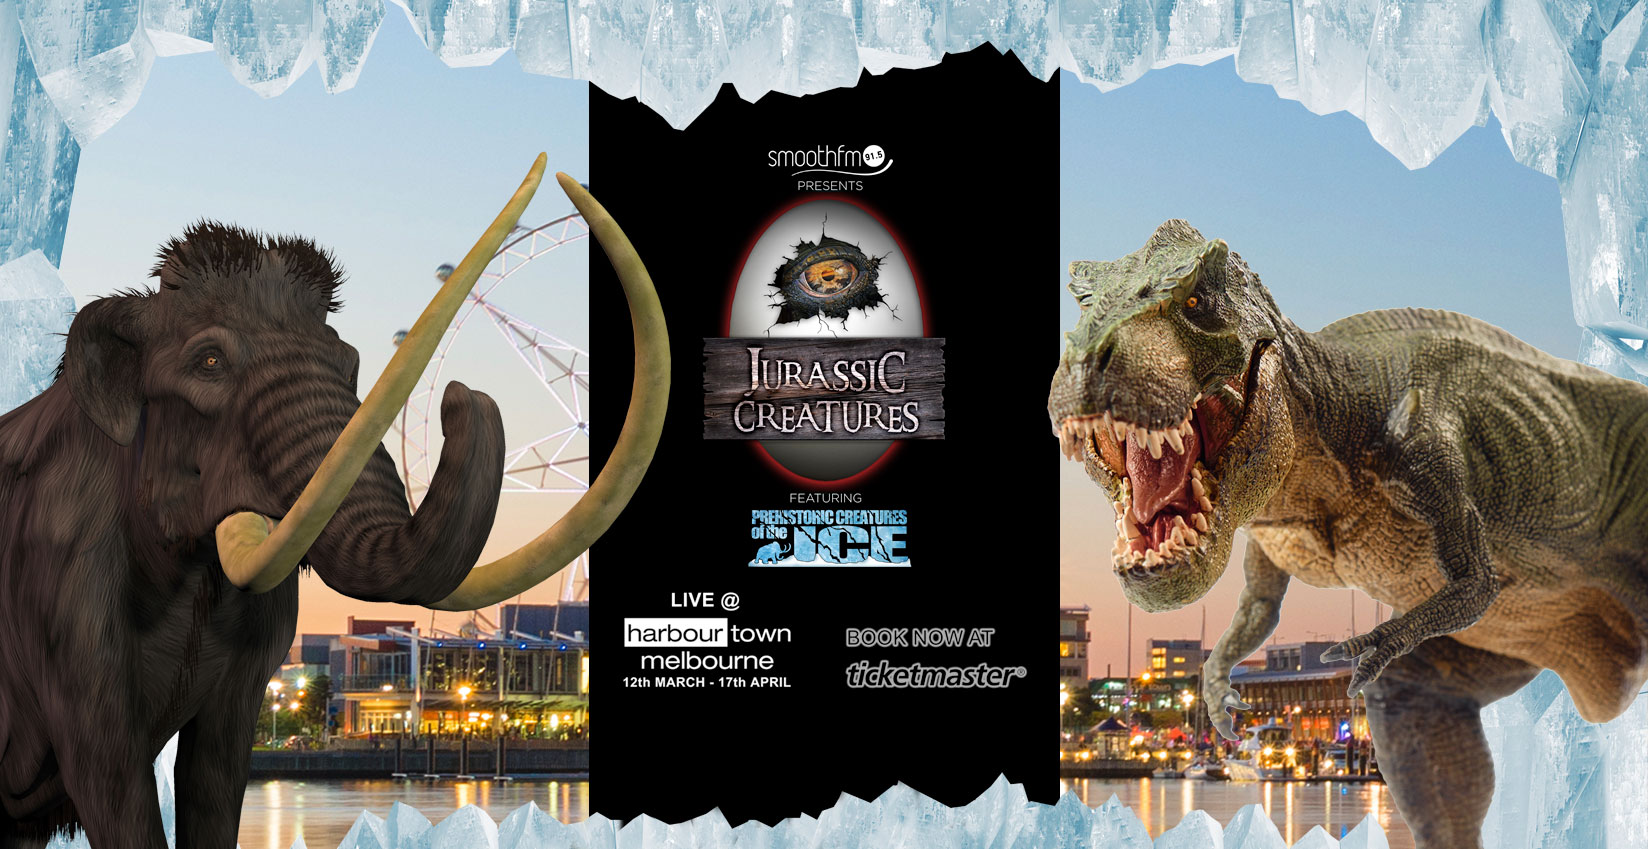 smoothfm 91.5
PRESENTS
JURASSIC
CREATURES
FEATURING
PREHISTORIC CREATURES
of the
ICE
LIVE @
harbour town
melbourne
12th MARCH - 17th APRIL
BOOK NOW AT
ticketmaster®